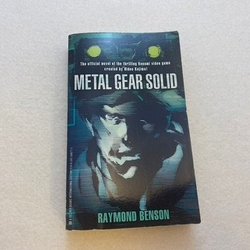 The official novel of the thrilling Konami video game
created by Hideo Kojima!
METAL GEAR SOLID
RAYMOND BENSON